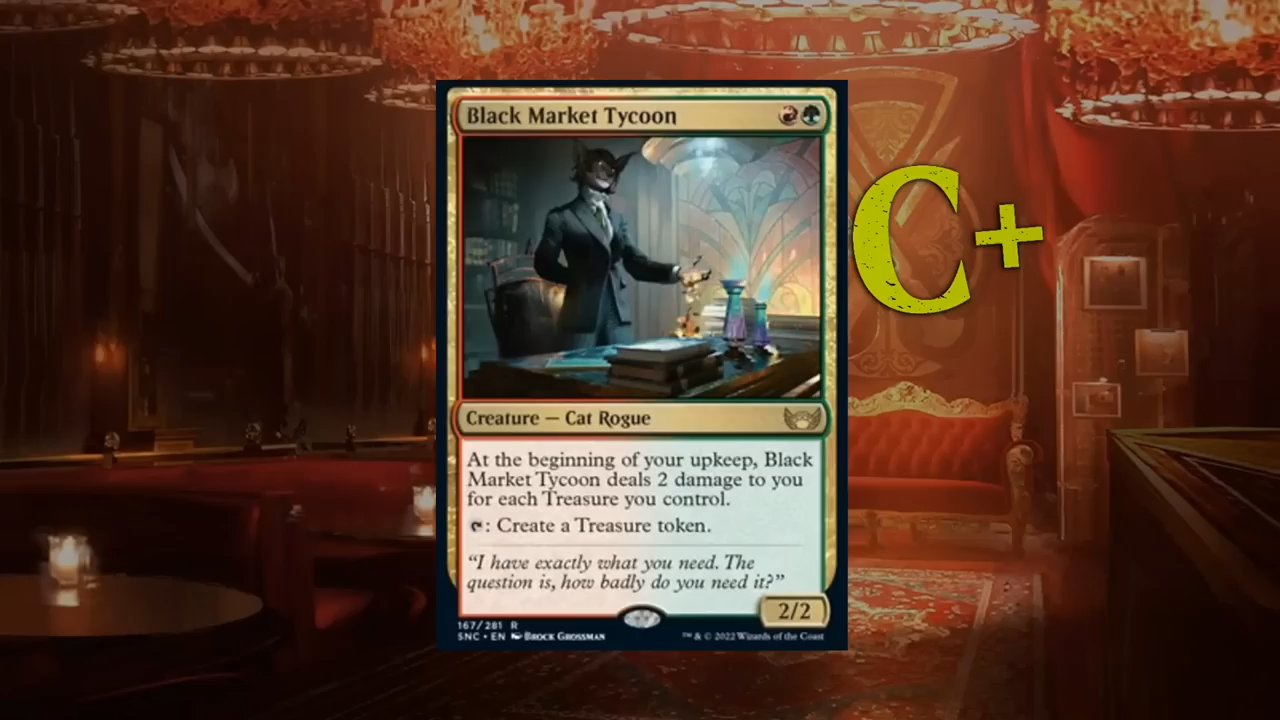 Black Market Tycoon
C+
Creature — Cat Rogue
At the beginning of your upkeep, Black
Market Tycoon deals 2 damage to you
for each Treasure you control.
: Create a Treasure token.
“I have exactly what you need. The
question is, how badly do you need it?”
2/2
167/281 R
SNC • EN Brock Grossman
™ & © 2022 Wizards of the Coast